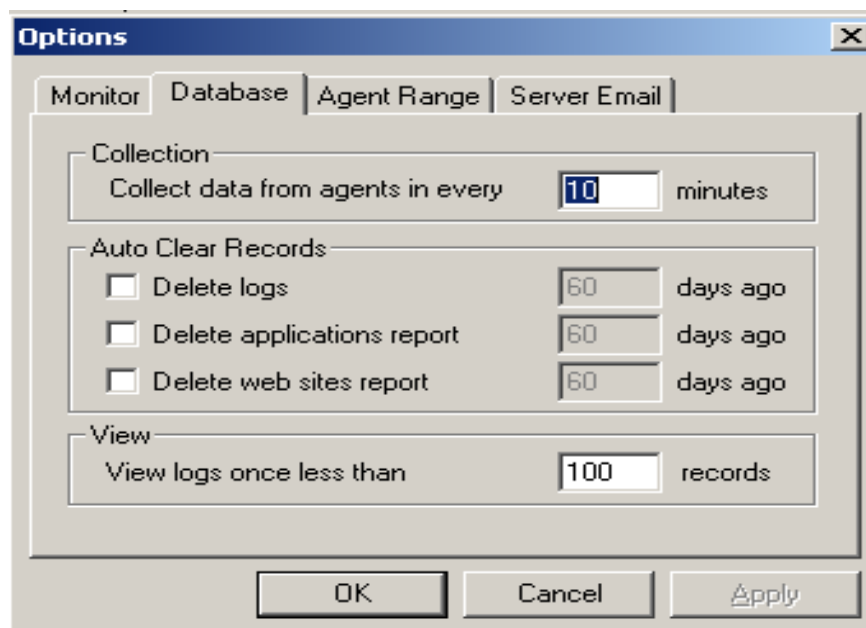 Options
Monitor Database Agent Range Server Email
Collection
Collect data from agents in every 10 minutes
Auto Clear Records
Delete logs 60 days ago
Delete applications report 60 days ago
Delete web sites report 60 days ago
View
View logs once less than 100 records
OK Cancel Apply